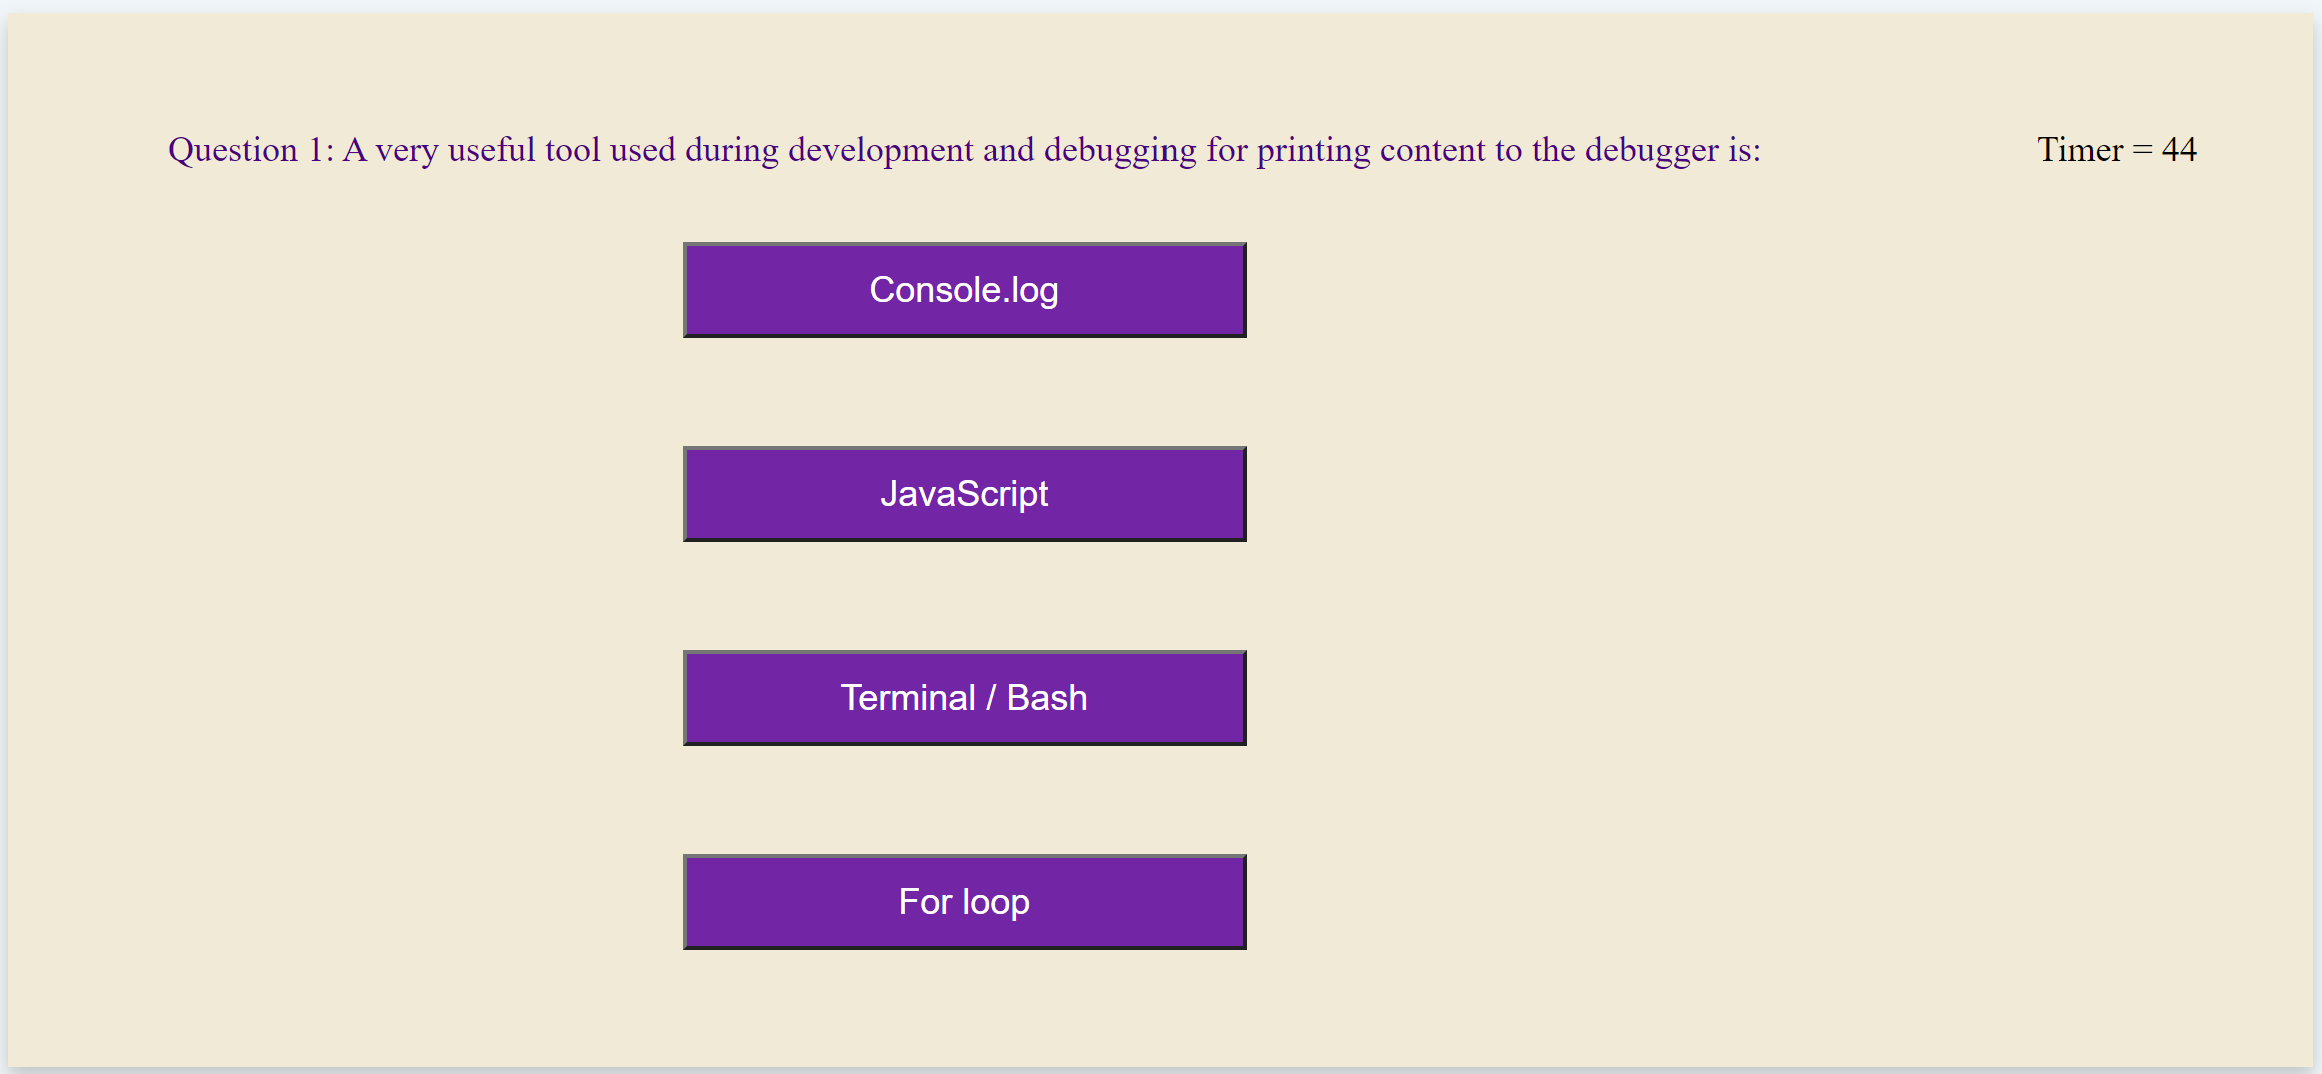 Question 1: A very useful tool used during development and debugging for printing content to the debugger is:
Timer = 44
Console.log
JavaScript
Terminal / Bash
For loop